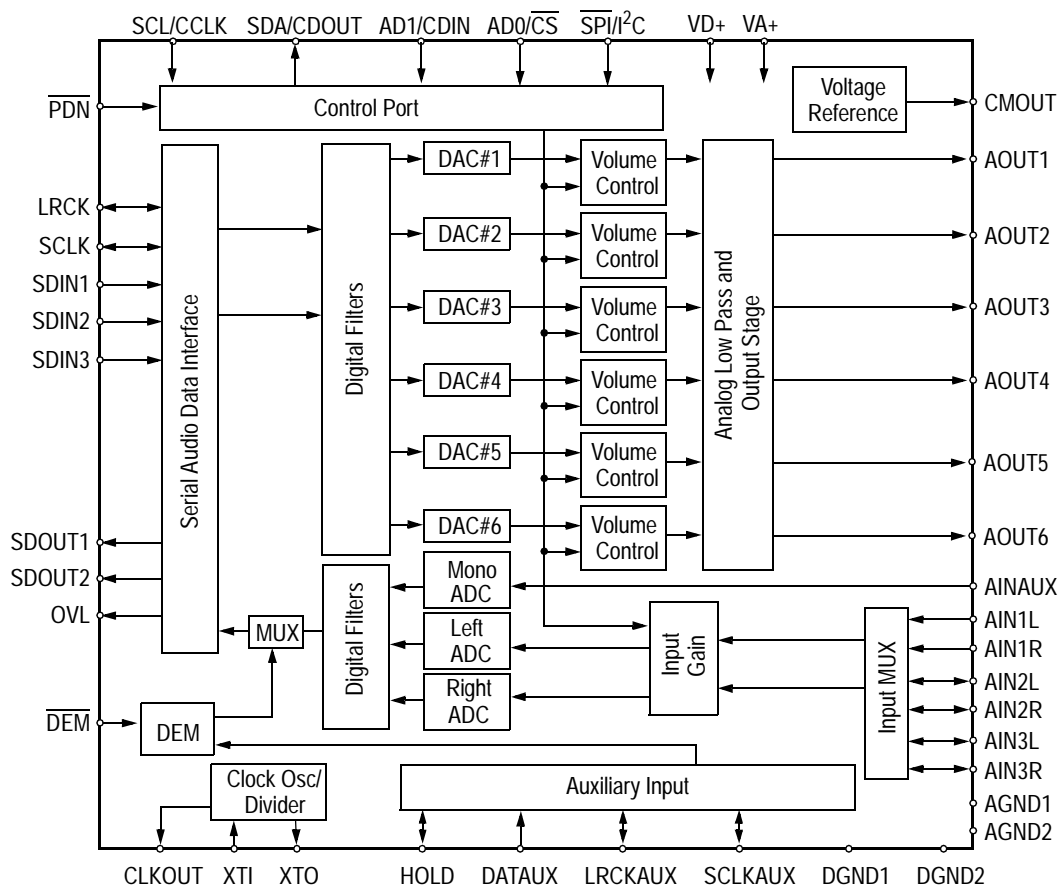 SCL/CCLK SDA/CDOUT AD1/CDIN AD0/C̅S̅ S̅P̅I̅/I²C VD+ VA+
P̅D̅N̅
Control Port
Voltage
Reference
CMOUT
LRCK
SCLK
SDIN1
SDIN2
SDIN3
SDOUT1
SDOUT2
OVL
Serial Audio Data Interface
Digital Filters
DAC#1
Volume
Control
DAC#2
Volume
Control
DAC#3
Volume
Control
DAC#4
Volume
Control
DAC#5
Volume
Control
DAC#6
Volume
Control
Analog Low Pass and
Output Stage
AOUT1
AOUT2
AOUT3
AOUT4
AOUT5
AOUT6
AINAUX
MUX
Digital Filters
Mono
ADC
Left
ADC
Right
ADC
Input
Gain
Input MUX
AIN1L
AIN1R
AIN2L
AIN2R
AIN3L
AIN3R
AGND1
AGND2
D̅E̅M̅
DEM
Clock Osc/
Divider
Auxiliary Input
CLKOUT XTI XTO HOLD DATAUX LRCKAUX SCLKAUX DGND1 DGND2